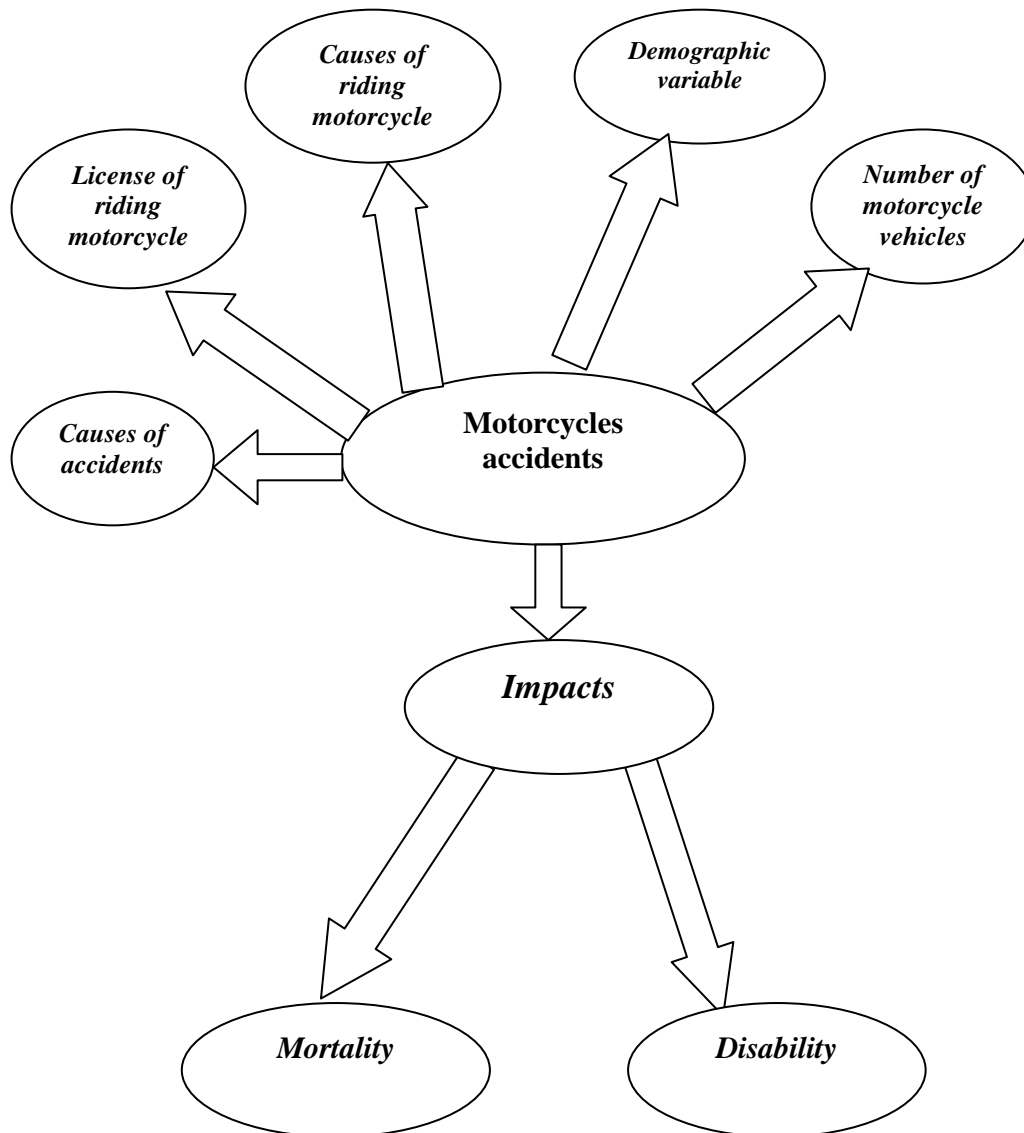 Causes of
riding
motorcycle
Demographic
variable
License of
riding
motorcycle
Number of
motorcycle
vehicles
Causes of
accidents
Motorcycles
accidents
Impacts
Mortality
Disability